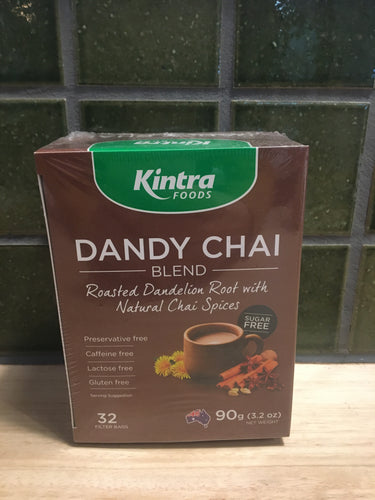 Kintra
Kintra
FOODS
DANDY CHAI
BLEND
Roasted Dandelion Root with
Natural Chai Spices
SUGAR
FREE
Preservative free
Caffeine free
Lactose free
Gluten free
Serving Suggestion
32
FILTER BAGS
90g (3.2 oz)
NET WEIGHT